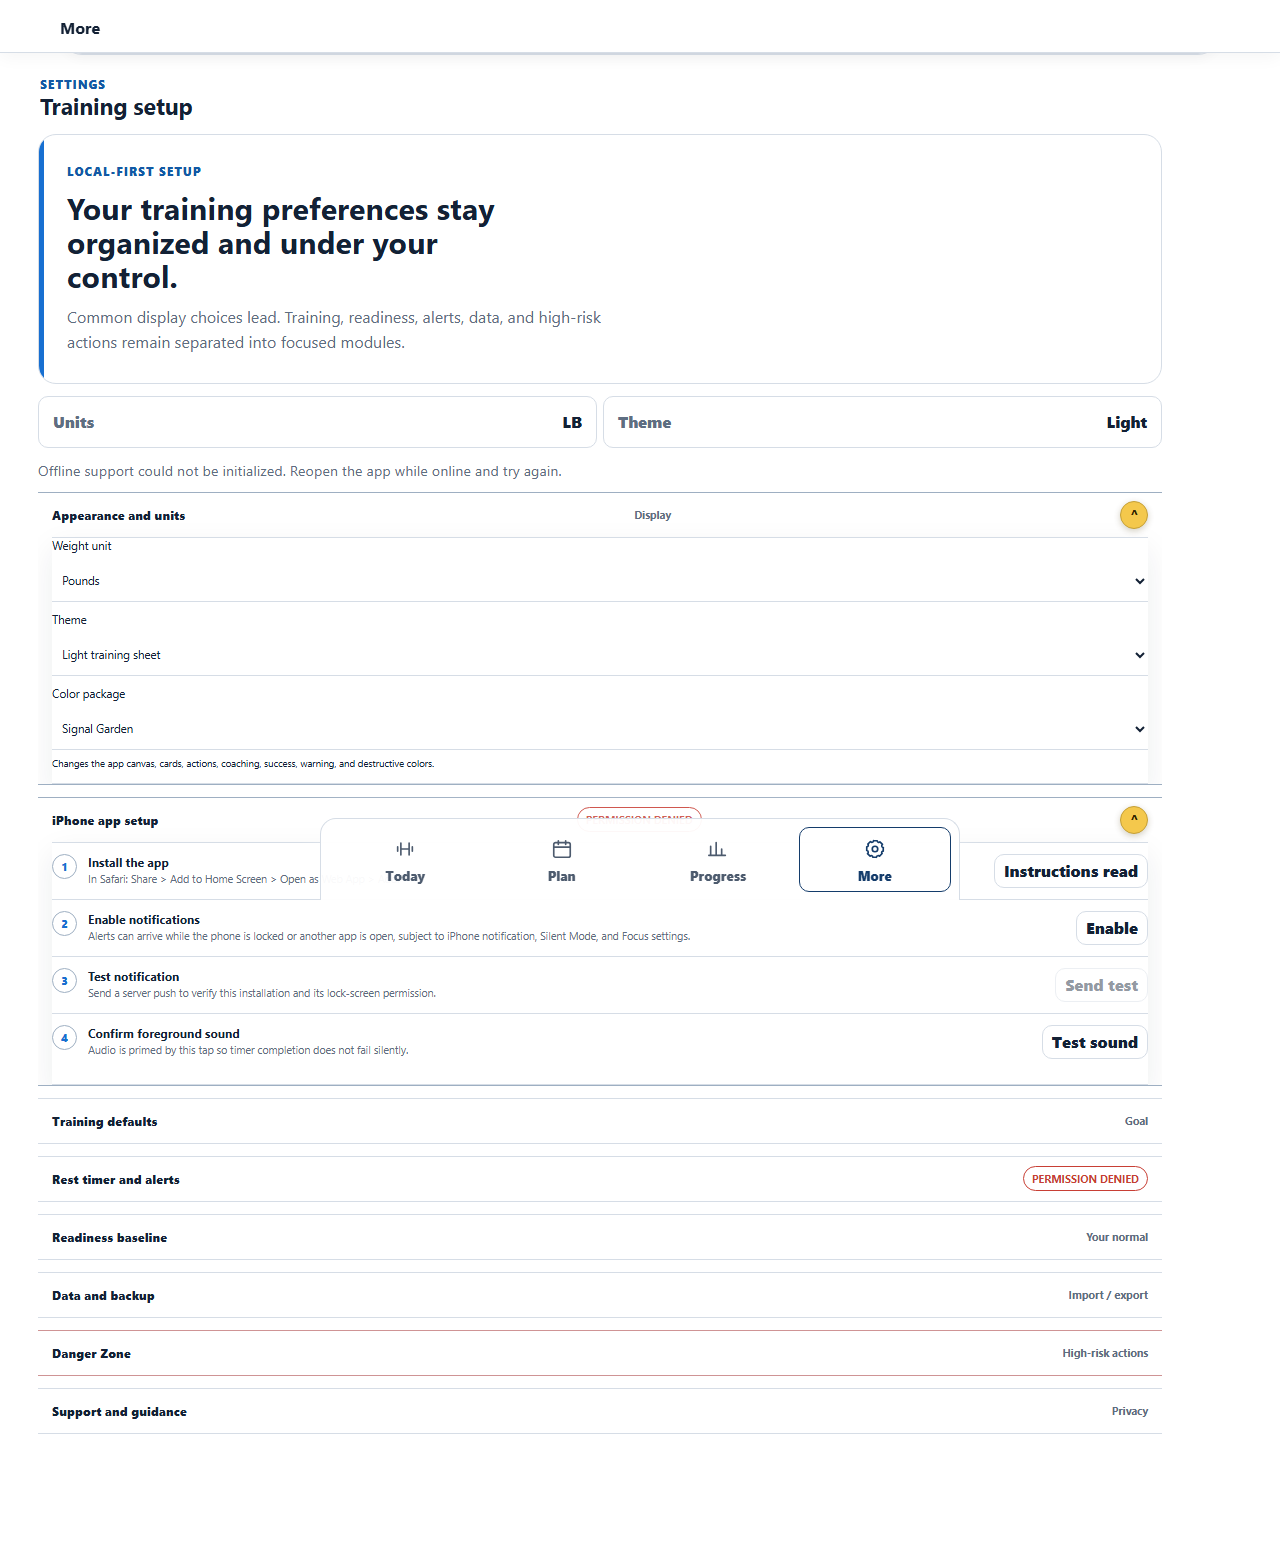 More
SETTINGS
Training setup
LOCAL-FIRST SETUP
Your training preferences stay
organized and under your
control.
Common display choices lead. Training, readiness, alerts, data, and high-risk
actions remain separated into focused modules.
Units LB
Theme Light
Offline support could not be initialized. Reopen the app while online and try again.
Appearance and units Display ^
Weight unit
Pounds
Theme
Light training sheet
Color package
Signal Garden
Changes the app canvas, cards, actions, coaching, success, warning, and destructive colors.
iPhone app setup PERMISSION DENIED ^
1 Install the app
In Safari: Share > Add to Home Screen > Open as
Instructions read
Today Plan Progress More
2 Enable notifications
Alerts can arrive while the phone is locked or another app is open, subject to iPhone notification, Silent Mode, and Focus settings.
Enable
3 Test notification
Send a server push to verify this installation and its lock-screen permission.
Send test
4 Confirm foreground sound
Audio is primed by this tap so timer completion does not fail silently.
Test sound
Training defaults Goal
Rest timer and alerts PERMISSION DENIED
Readiness baseline Your normal
Data and backup Import / export
Danger Zone High-risk actions
Support and guidance Privacy